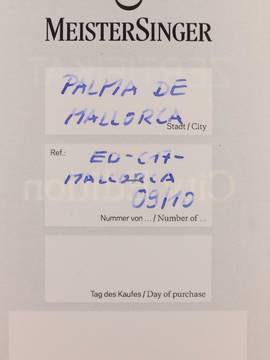 MEISTERSINGER
PALMA DE
MALLORCA
Stadt / City
Ref.: ED-C17-
MALLORCA
09/10
Nummer von ... / Number of ...
Tag des Kaufes / Day of purchase